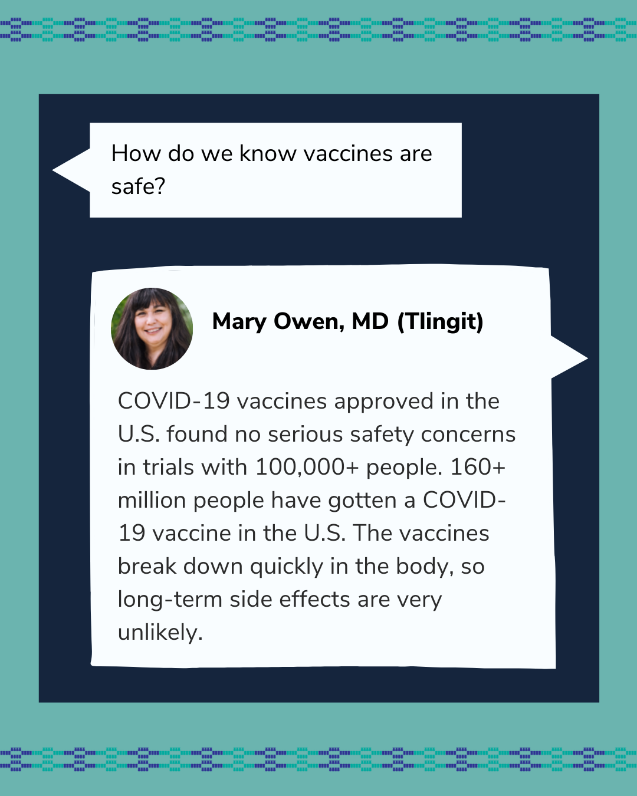 How do we know vaccines are
safe?
Mary Owen, MD (Tlingit)
COVID-19 vaccines approved in the
U.S. found no serious safety concerns
in trials with 100,000+ people. 160+
million people have gotten a COVID-
19 vaccine in the U.S. The vaccines
break down quickly in the body, so
long-term side effects are very
unlikely.